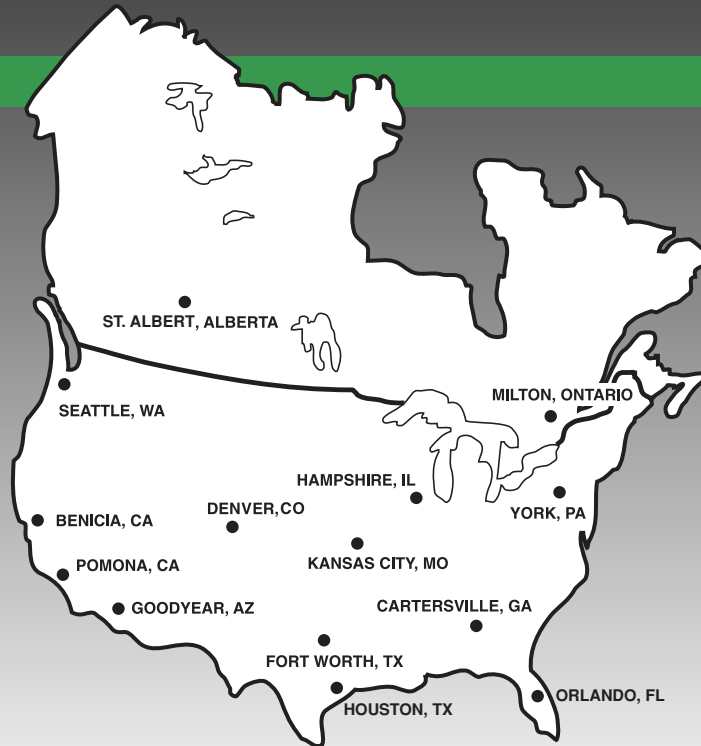 ST. ALBERT, ALBERTA
MILTON, ONTARIO
SEATTLE, WA
HAMPSHIRE, IL
DENVER,CO
YORK, PA
BENICIA, CA
KANSAS CITY, MO
POMONA, CA
GOODYEAR, AZ
CARTERSVILLE, GA
FORT WORTH, TX
ORLANDO, FL
HOUSTON, TX